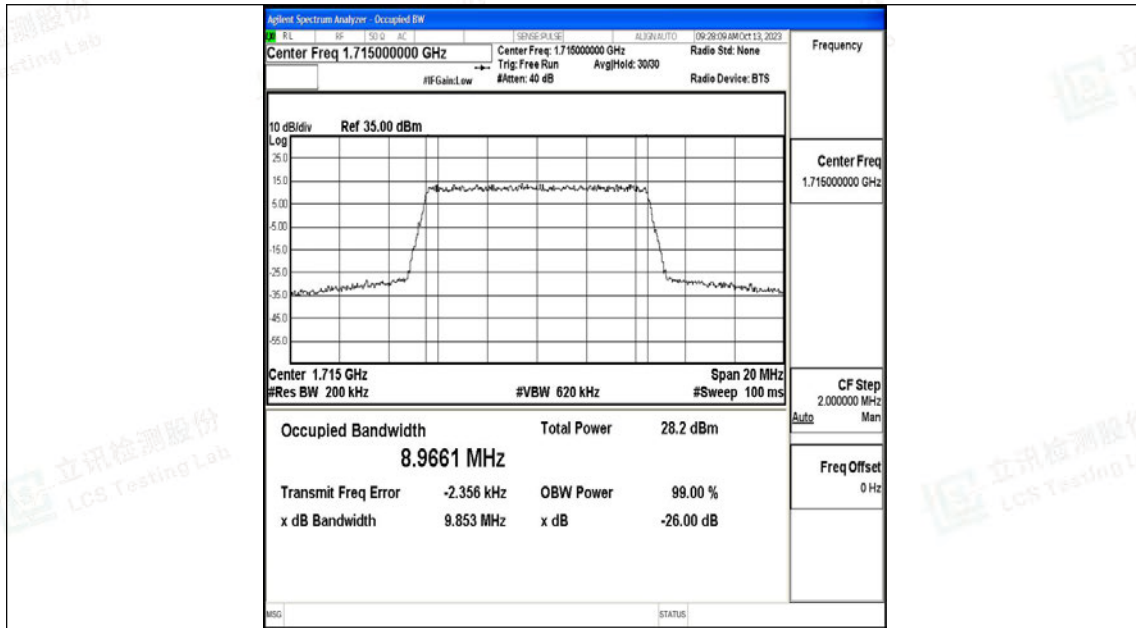 Agilent Spectrum Analyzer - Occupied BW
RL RF 50 Ω AC SENSE:PULSE ALIGNAUTO 09:28:09 AM Oct 13, 2023
Center Freq 1.715000000 GHz
Center Freq: 1.715000000 GHz
Radio Std: None
Trig: Free Run Avg|Hold: 30/30
#IFGain:Low
#Atten: 40 dB
Radio Device: BTS
10 dB/div Ref 35.00 dBm
Log
25.0
15.0
5.00
-5.00
-15.0
-25.0
-35.0
-45.0
-55.0
Center 1.715 GHz
Span 20 MHz
#Res BW 200 kHz
#VBW 620 kHz
#Sweep 100 ms
Occupied Bandwidth
Total Power 28.2 dBm
8.9661 MHz
Transmit Freq Error -2.356 kHz
OBW Power 99.00 %
x dB Bandwidth 9.853 MHz
x dB -26.00 dB
MSG
STATUS
Frequency
Center Freq
1.715000000 GHz
CF Step
2.000000 MHz
Auto Man
Freq Offset
0 Hz
立讯检测股份
LCS Testing Lab
立讯检测股份
LCS Testing L
检测股份
esting Lab
立